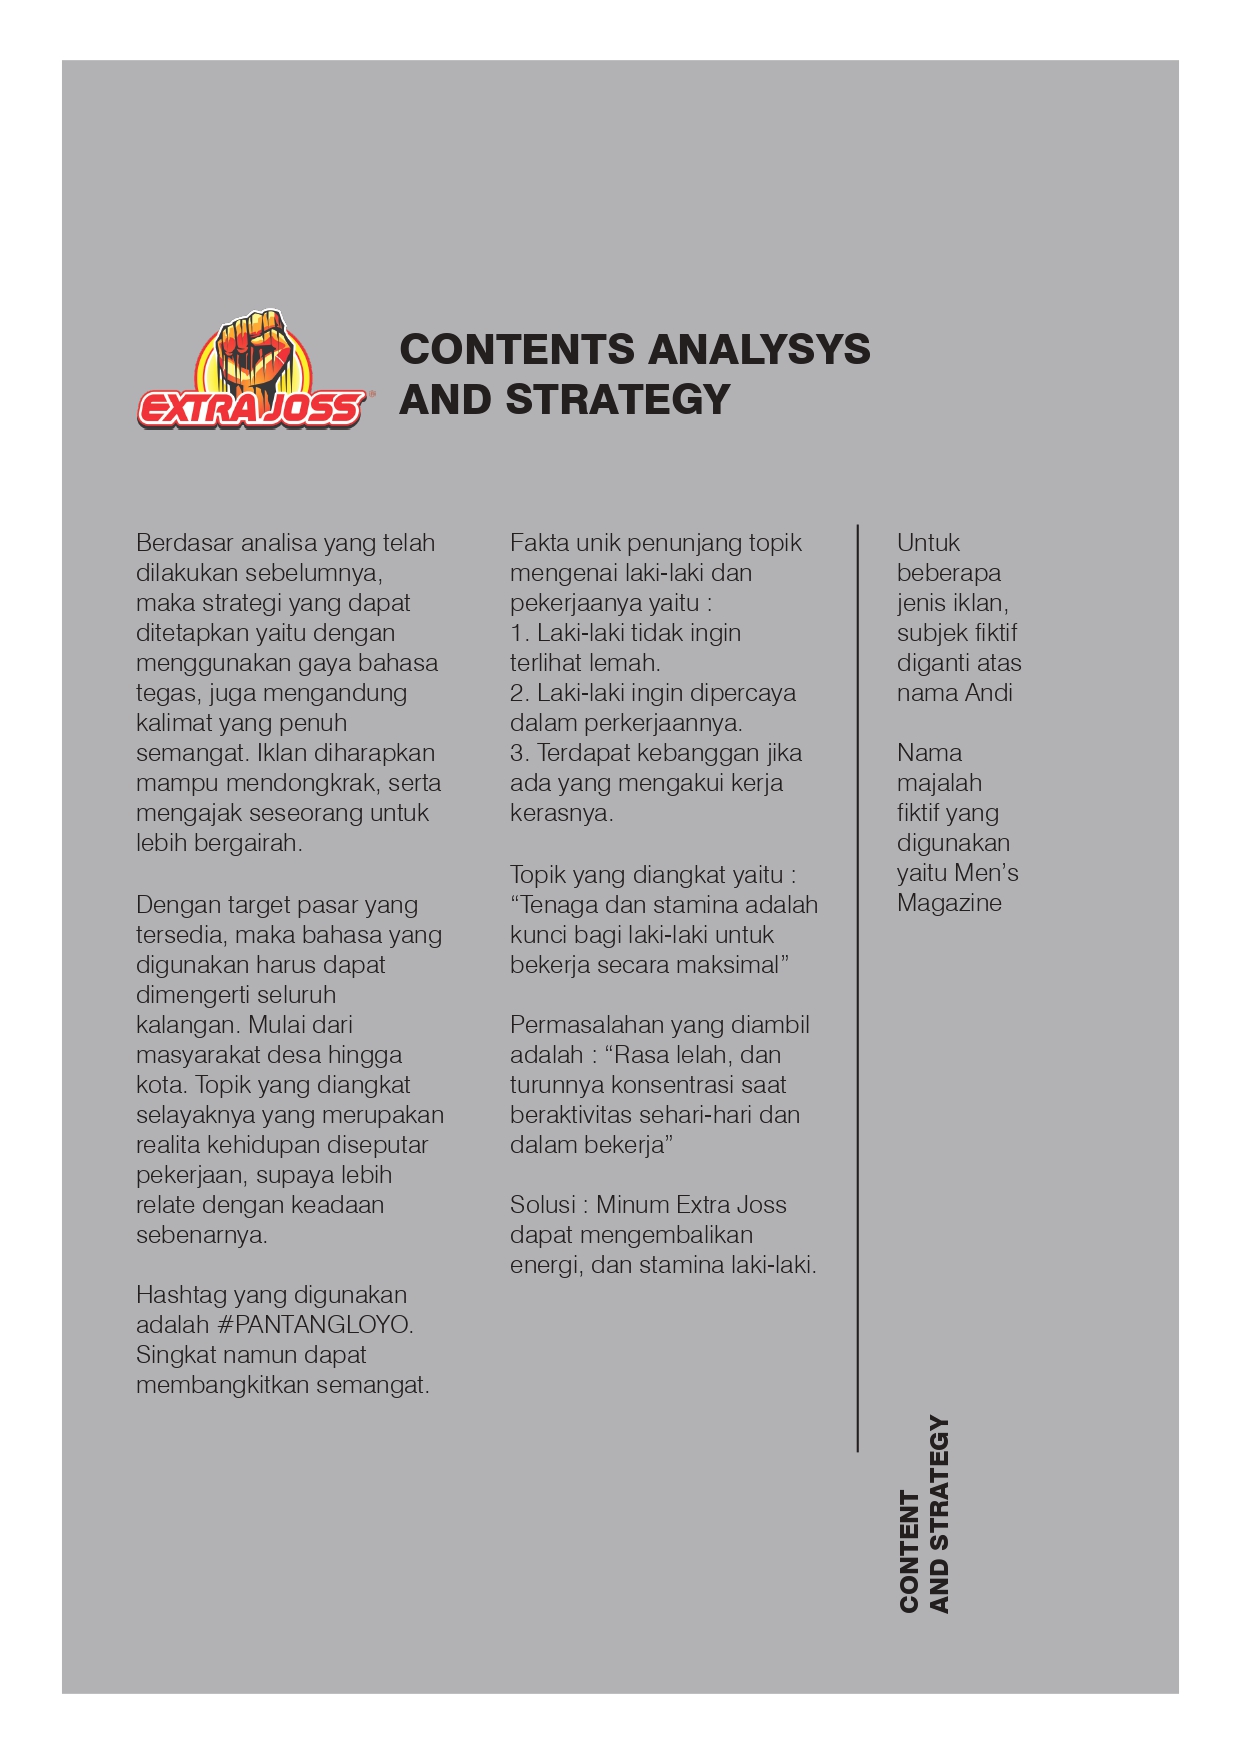 EXTRA JOSS®
CONTENTS ANALYSYS
AND STRATEGY
Berdasar analisa yang telah
dilakukan sebelumnya,
maka strategi yang dapat
ditetapkan yaitu dengan
menggunakan gaya bahasa
tegas, juga mengandung
kalimat yang penuh
semangat. Iklan diharapkan
mampu mendongkrak, serta
mengajak seseorang untuk
lebih bergairah.
Dengan target pasar yang
tersedia, maka bahasa yang
digunakan harus dapat
dimengerti seluruh
kalangan. Mulai dari
masyarakat desa hingga
kota. Topik yang diangkat
selayaknya yang merupakan
realita kehidupan diseputar
pekerjaan, supaya lebih
relate dengan keadaan
sebenarnya.
Hashtag yang digunakan
adalah #PANTANGLOYO.
Singkat namun dapat
membangkitkan semangat.
Fakta unik penunjang topik
mengenai laki-laki dan
pekerjaanya yaitu :
1. Laki-laki tidak ingin
terlihat lemah.
2. Laki-laki ingin dipercaya
dalam perkerjaannya.
3. Terdapat kebanggan jika
ada yang mengakui kerja
kerasnya.
Topik yang diangkat yaitu :
“Tenaga dan stamina adalah
kunci bagi laki-laki untuk
bekerja secara maksimal”
Permasalahan yang diambil
adalah : “Rasa lelah, dan
turunnya konsentrasi saat
beraktivitas sehari-hari dan
dalam bekerja”
Solusi : Minum Extra Joss
dapat mengembalikan
energi, dan stamina laki-laki.
Untuk
beberapa
jenis iklan,
subjek fiktif
diganti atas
nama Andi
Nama
majalah
fiktif yang
digunakan
yaitu Men’s
Magazine
CONTENT
AND STRATEGY